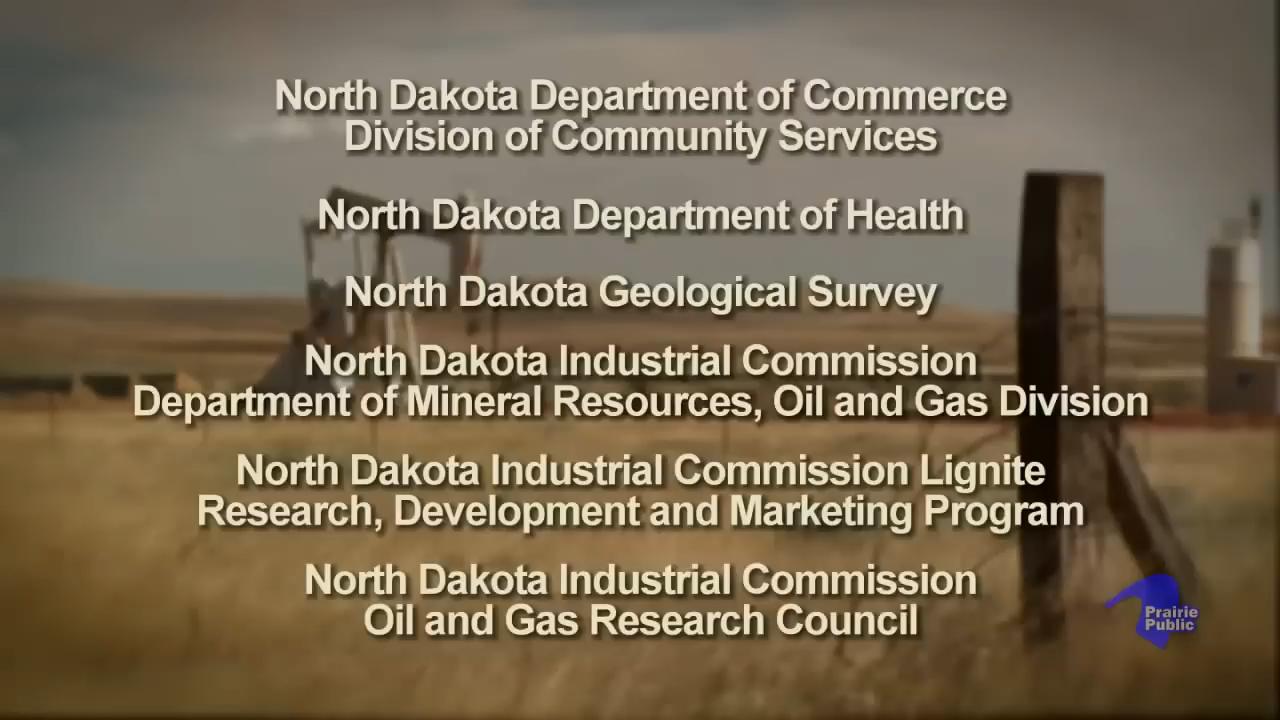 North Dakota Department of Commerce
Division of Community Services
North Dakota Department of Health
North Dakota Geological Survey
North Dakota Industrial Commission
Department of Mineral Resources, Oil and Gas Division
North Dakota Industrial Commission Lignite
Research, Development and Marketing Program
North Dakota Industrial Commission
Oil and Gas Research Council
Prairie
Public